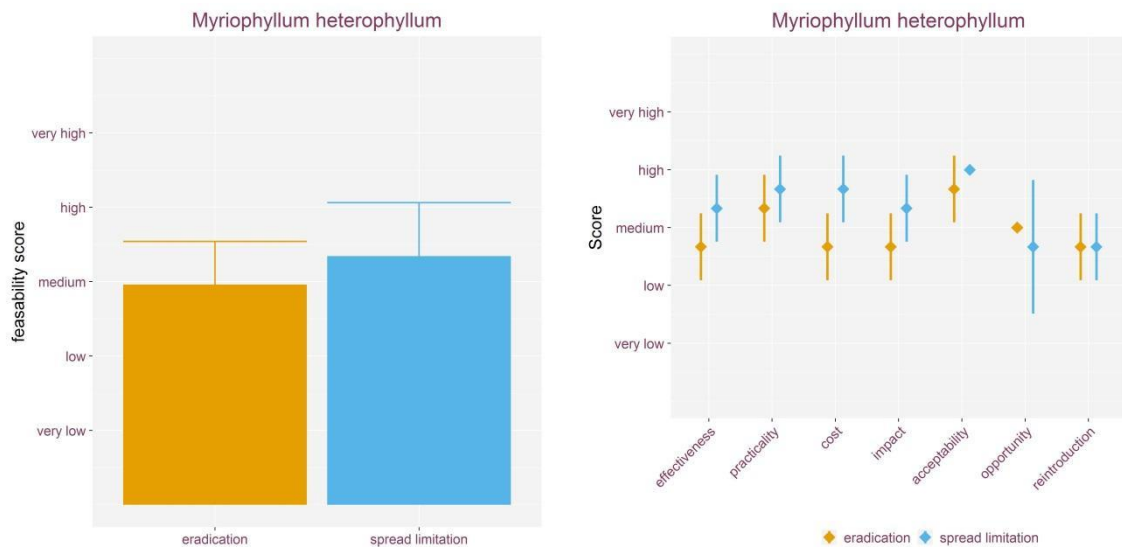 Myriophyllum heterophyllum
feasability score
very high
high
medium
low
very low
eradication
spread limitation
Myriophyllum heterophyllum
Score
very high
high
medium
low
very low
effectiveness
practicality
cost
impact
acceptability
opportunity
reintroduction
eradication
spread limitation